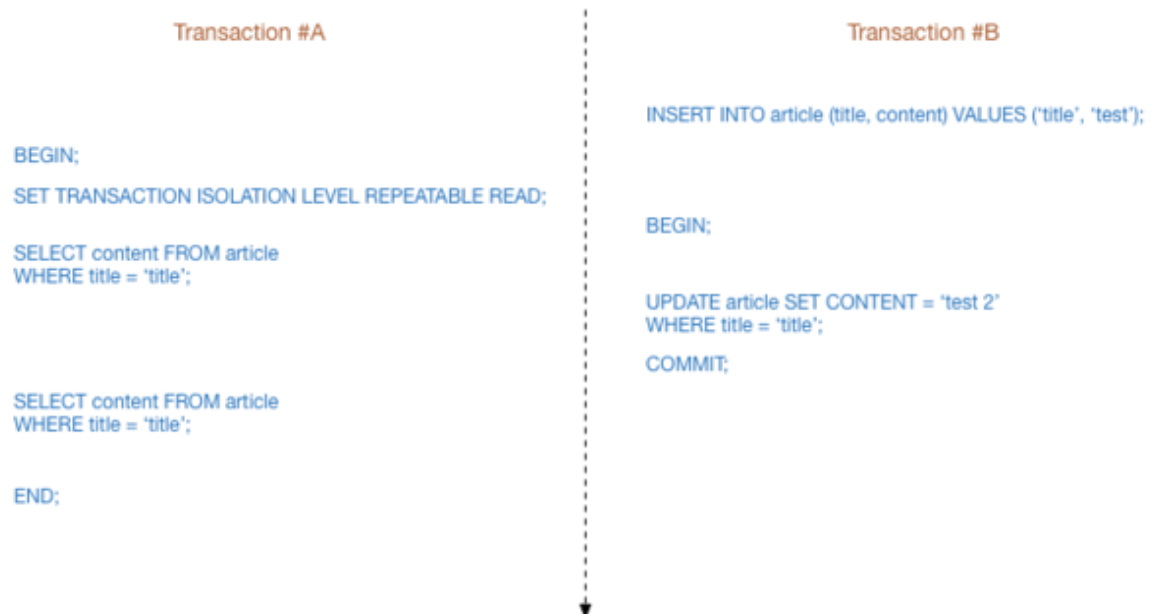 Transaction #A
Transaction #B
INSERT INTO article (title, content) VALUES (‘title’, ‘test’);
BEGIN;
SET TRANSACTION ISOLATION LEVEL REPEATABLE READ;
BEGIN;
SELECT content FROM article
WHERE title = ‘title’;
UPDATE article SET CONTENT = ‘test 2’
WHERE title = ‘title’;
COMMIT;
SELECT content FROM article
WHERE title = ‘title’;
END;